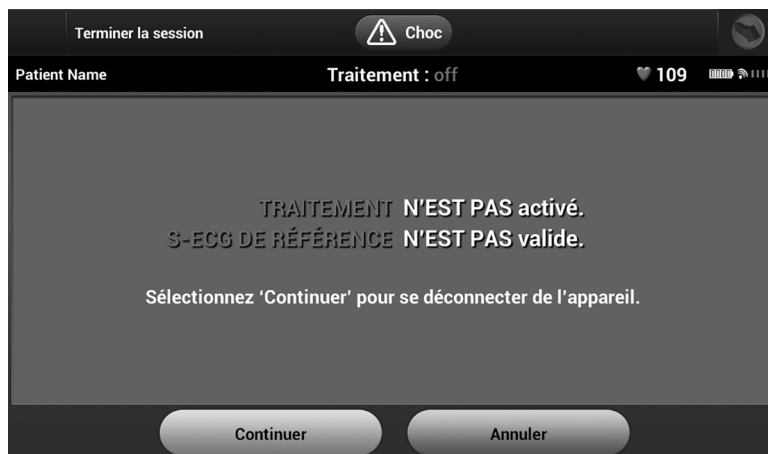 Terminer la session
Choc
Patient Name
Traitement : off
109
TRAITEMENT N'EST PAS activé.
S-ECG DE RÉFÉRENCE N'EST PAS valide.
Sélectionnez 'Continuer' pour se déconnecter de l'appareil.
Continuer
Annuler